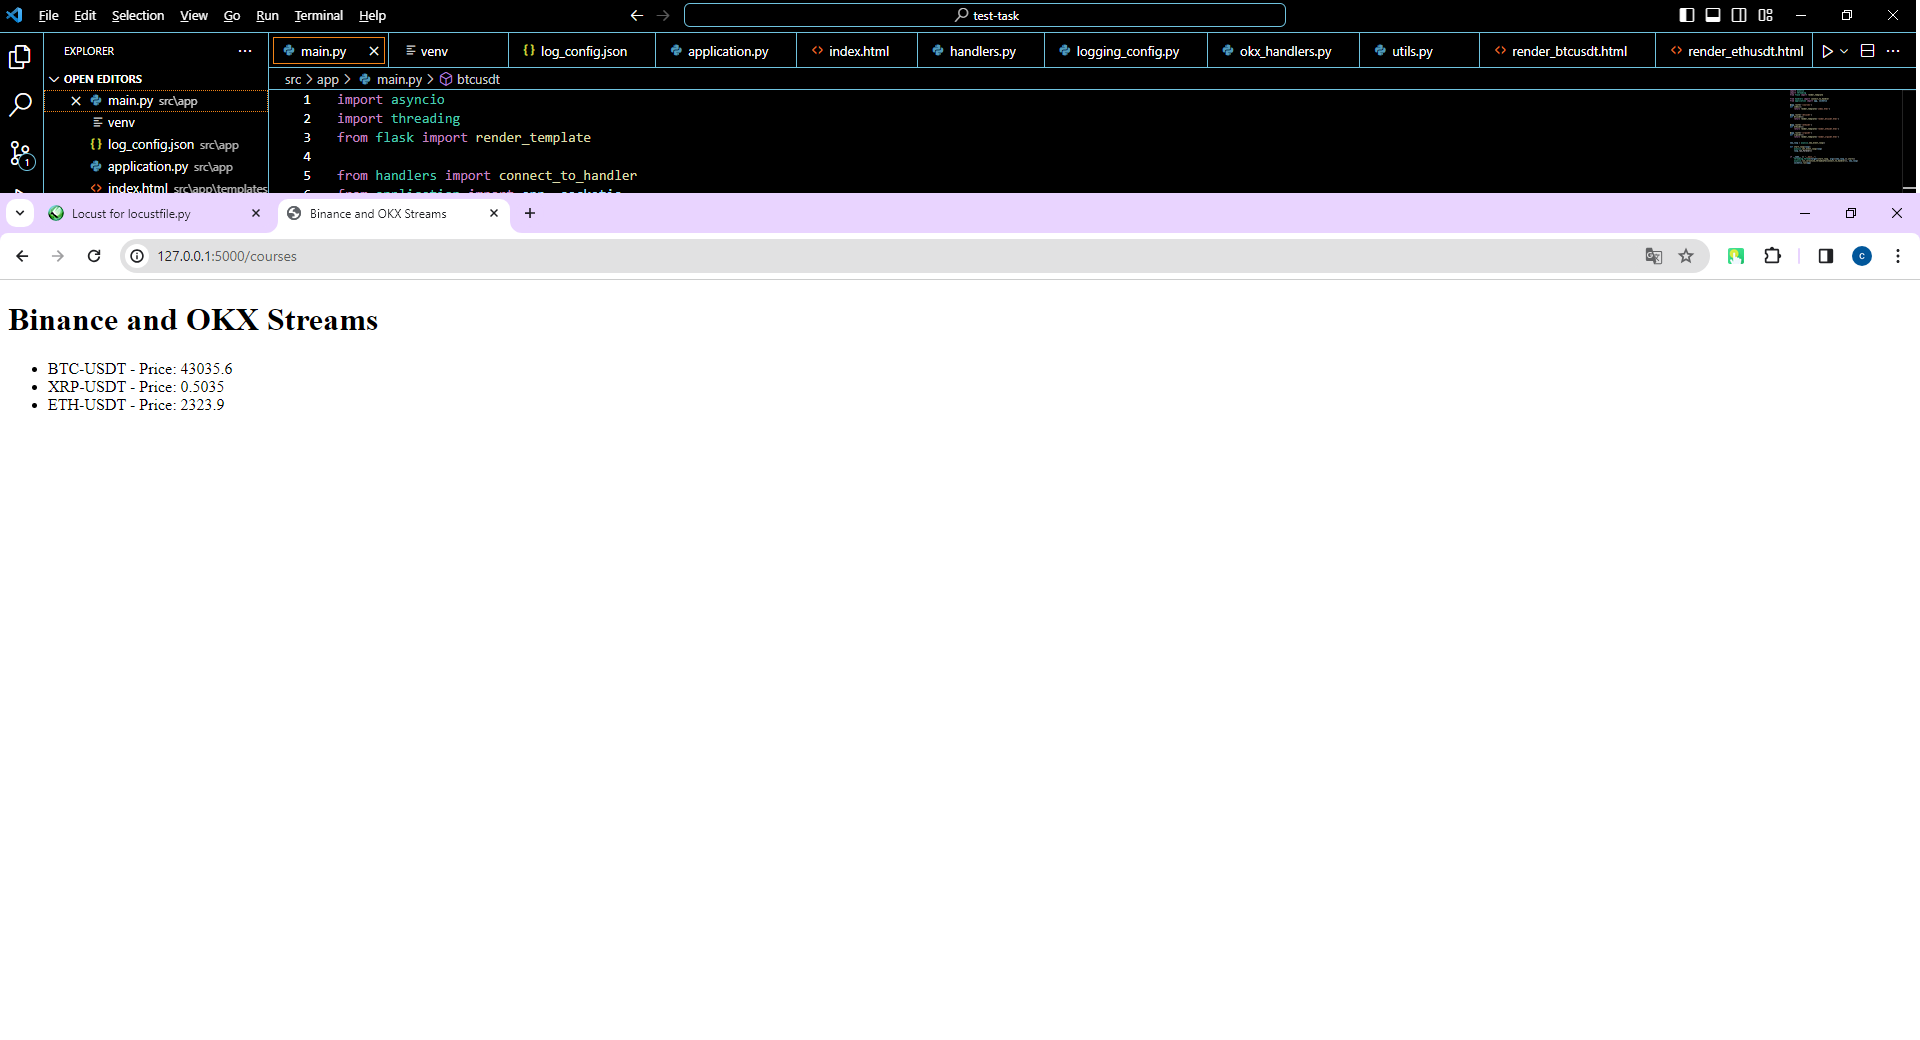 File Edit Selection View Go Run Terminal Help
test-task
EXPLORER
main.py
venv
log_config.json
application.py
index.html
handlers.py
logging_config.py
okx_handlers.py
utils.py
render_btcusdt.html
render_ethusdt.html
OPEN EDITORS
src > app > main.py > btcusdt
main.py src\app
venv
log_config.json src\app
application.py src\app
index.html src\app\templates
1
1 import asyncio
2 import threading
3 from flask import render_template
4
5 from handlers import connect_to_handler
Locust for locustfile.py
Binance and OKX Streams
127.0.0.1:5000/courses
c
Binance and OKX Streams
• BTC-USDT - Price: 43035.6
• XRP-USDT - Price: 0.5035
• ETH-USDT - Price: 2323.9